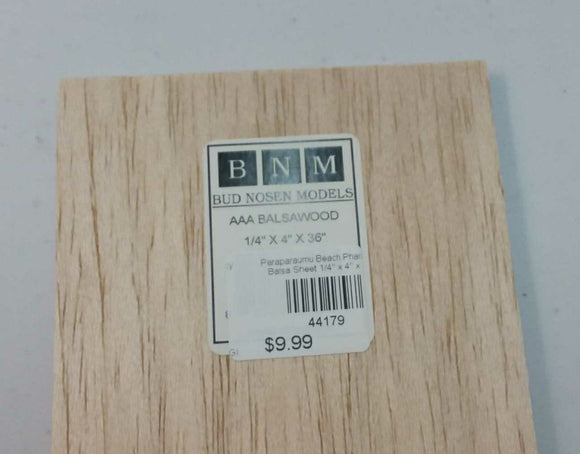 B N M
BUD NOSEN MODELS
AAA BALSAWOOD
1/4" X 4" X 36"
Paraparaumu Beach Phar
Balsa Sheet 1/4" x 4" x
44179
$9.99